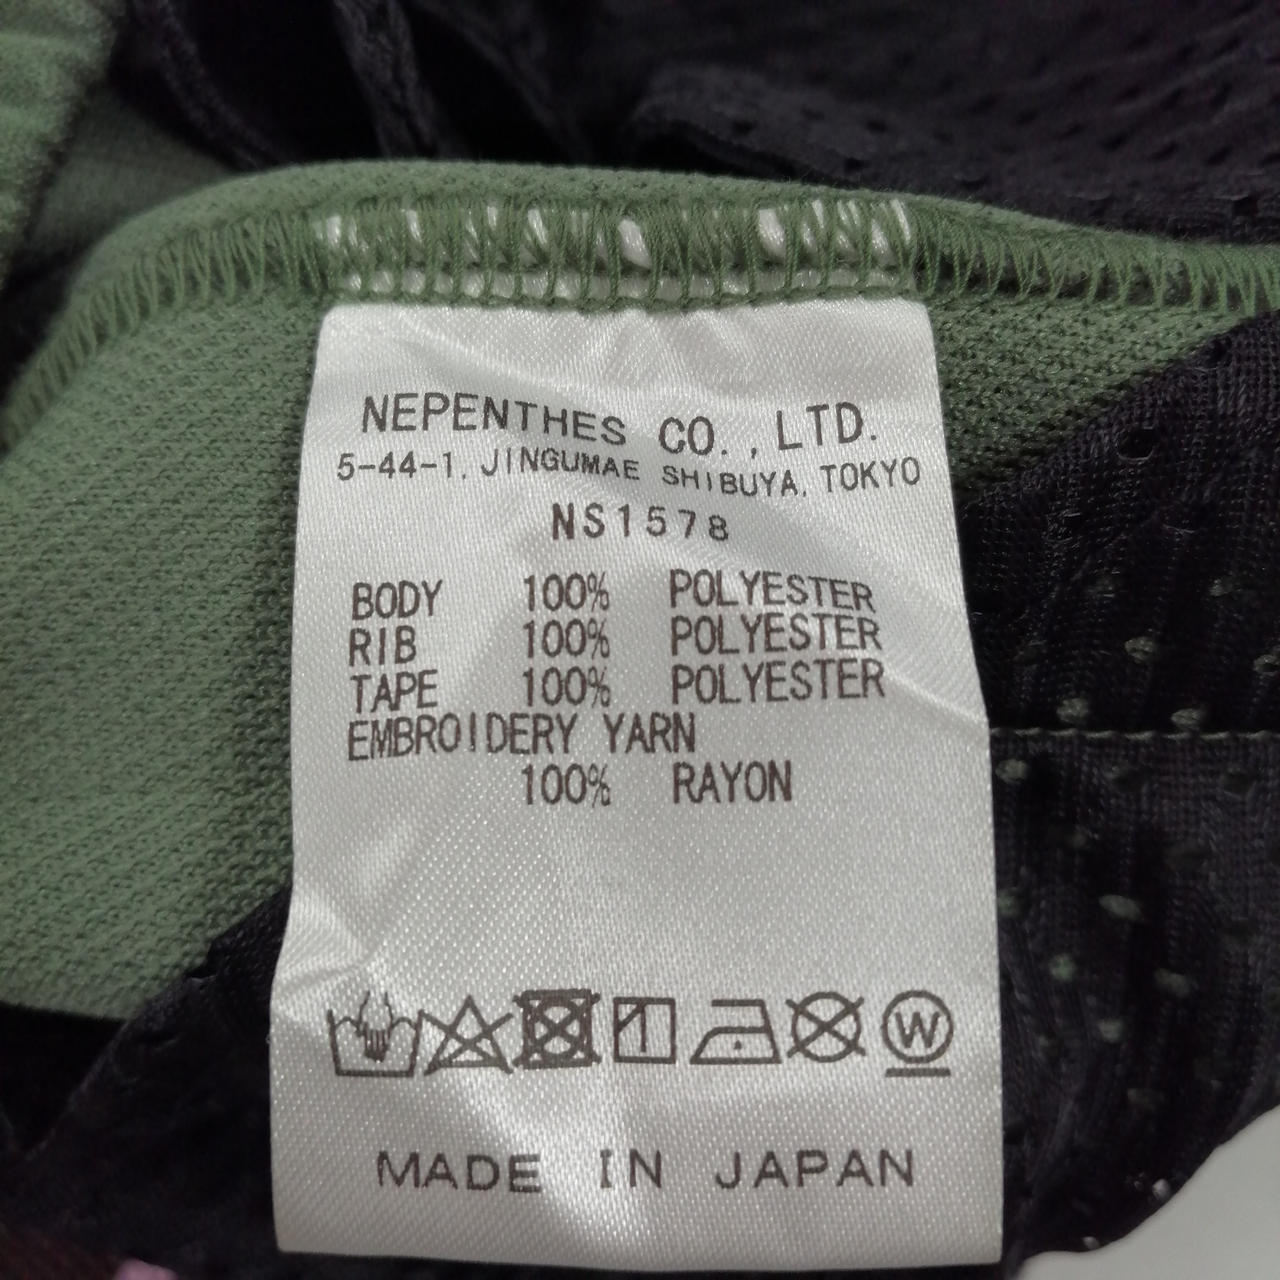 NEPENTHES CO., LTD.
5-44-1, JINGUMAE SHIBUYA, TOKYO
NS1578
BODY 100% POLYESTER
RIB 100% POLYESTER
TAPE 100% POLYESTER
EMBROIDERY YARN
100% RAYON
W
MADE IN JAPAN